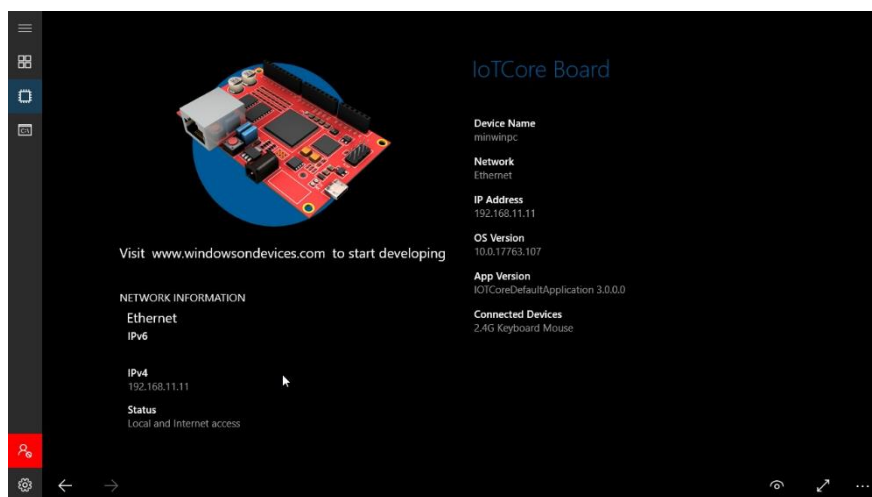 IoTCore Board
Device Name
minwinpc
Network
Ethernet
IP Address
192.168.11.11
OS Version
10.0.17763.107
App Version
IOTCoreDefaultApplication 3.0.0.0
Connected Devices
2.4G Keyboard Mouse
Visit www.windowsondevices.com to start developing
NETWORK INFORMATION
Ethernet
IPv6
IPv4
192.168.11.11
Status
Local and Internet access